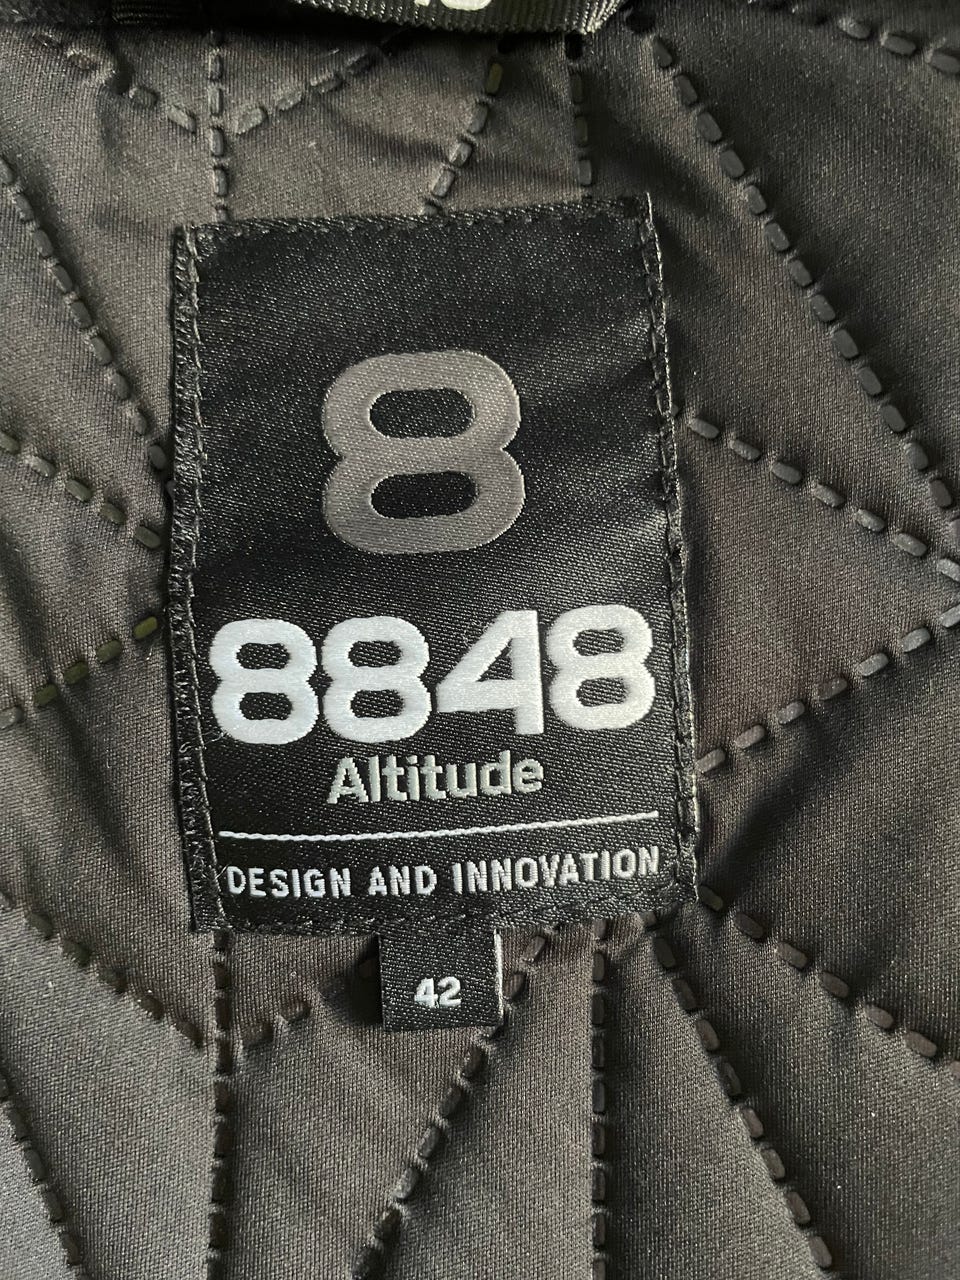 8
8848
Altitude
DESIGN AND INNOVATION
42